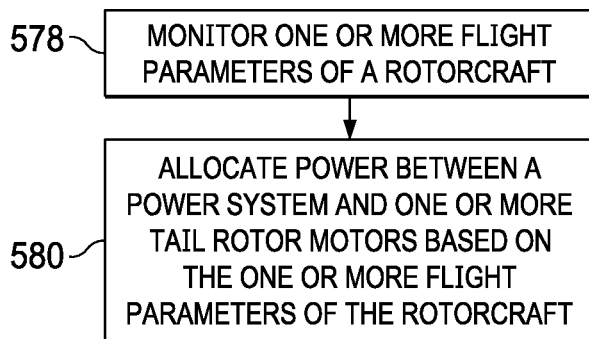 578
MONITOR ONE OR MORE FLIGHT
PARAMETERS OF A ROTORCRAFT
580
ALLOCATE POWER BETWEEN A
POWER SYSTEM AND ONE OR MORE
TAIL ROTOR MOTORS BASED ON
THE ONE OR MORE FLIGHT
PARAMETERS OF THE ROTORCRAFT